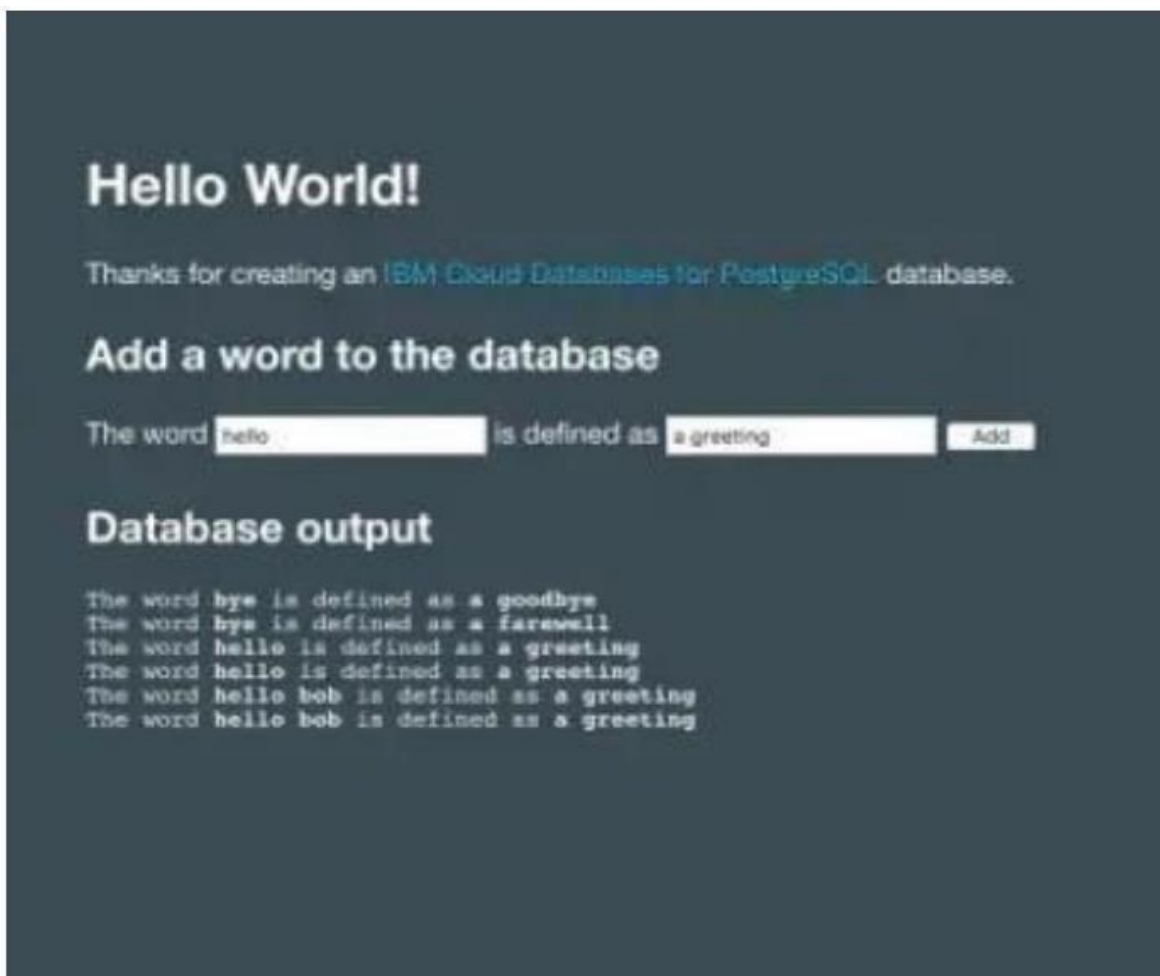 Hello World!
Thanks for creating an IBM Cloud Databases for PostgreSQL database.
Add a word to the database
The word hello is defined as a greeting Add
Database output
The word bye is defined as a goodbye
The word bye is defined as a farewell
The word hello is defined as a greeting
The word hello is defined as a greeting
The word hello bob is defined as a greeting
The word hello bob is defined as a greeting